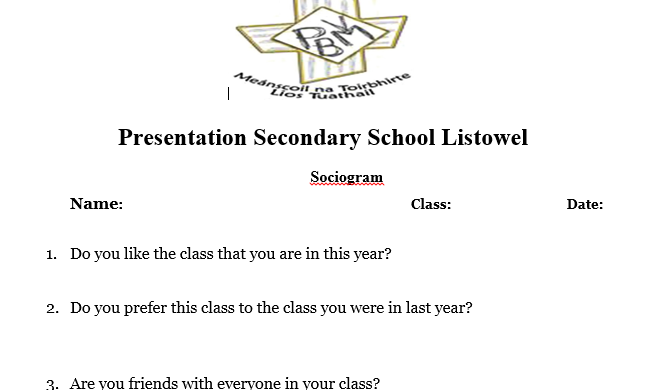 PBVM
Meánscoil na Toirbhirte
Lios Tuathail
Presentation Secondary School Listowel
Sociogram
Name: Class: Date:
1. Do you like the class that you are in this year?
2. Do you prefer this class to the class you were in last year?
3. Are you friends with everyone in your class?